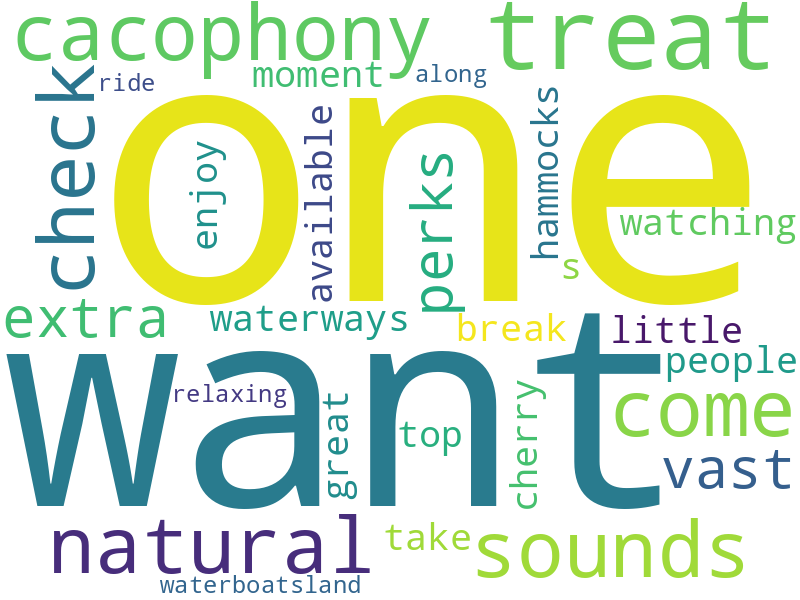 cacophony
treat
check
ride
moment
along
one
enjoy
available
perks
hammocks
watching
s
extra
waterways
break
little
people
want
relaxing
great
top
cherry
come
vast
natural
take
sounds
waterboatsland